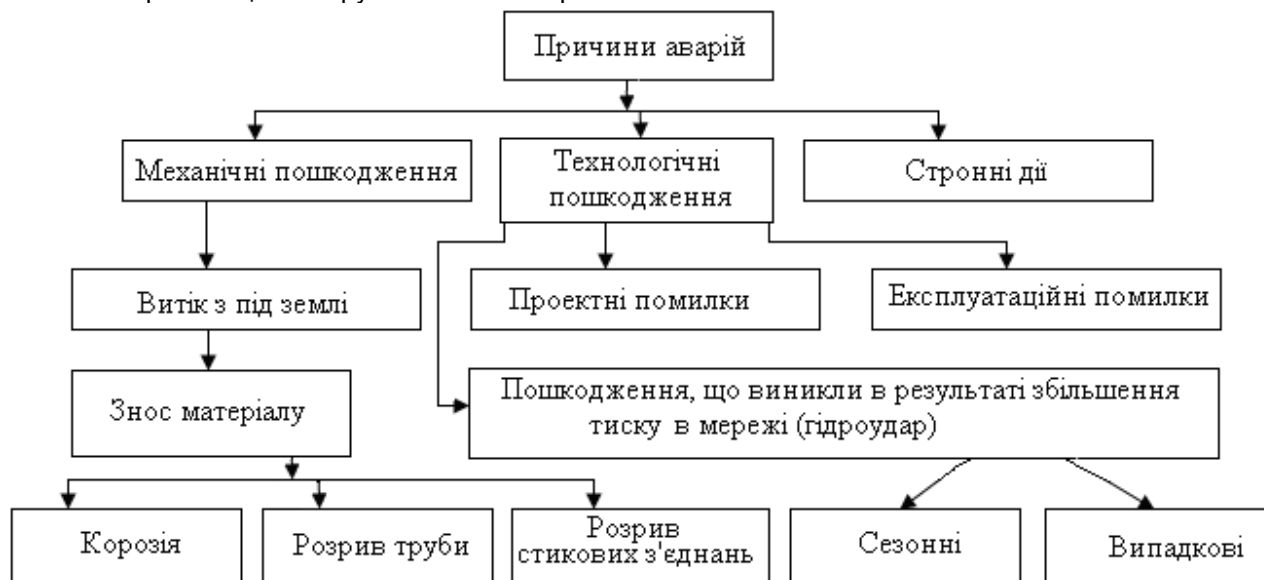 Причини аварій
Механічні пошкодження
Технологічні
пошкодження
Стронні дії
Витік з під землі
Проектні помилки
Експлуатаційні помилки
Знос матеріалу
Пошкодження, що виникли в результаті збільшення
тиску в мережі (гідроудар)
Корозія
Розрив труби
Розрив
стикових з'єднань
Сезонні
Випадкові